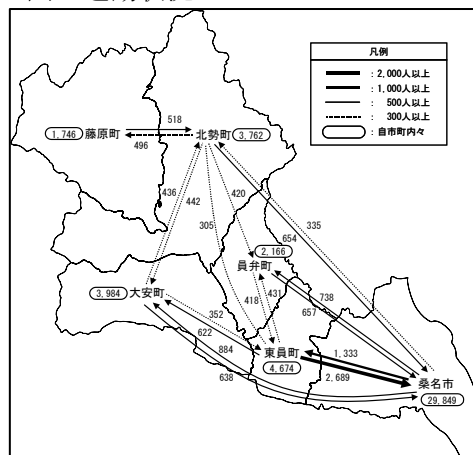 凡例
: 2,000人以上
: 1,000人以上
: 500人以上
: 300人以上
: 自市町内々
518
1,746 藤原町
北勢町 3,762
496
436
442
420
305
335
654
2,166
員弁町
3,984 大安町
738
431
657
418
352
622
東員町
1,333
884
4,674
2,689
桑名市
638
29,849